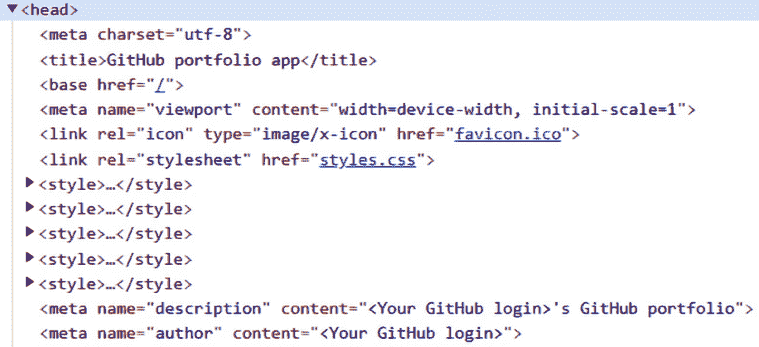 ▼<head>
<meta charset="utf-8">
<title>GitHub portfolio app</title>
<base href="/">
<meta name="viewport" content="width=device-width, initial-scale=1">
<link rel="icon" type="image/x-icon" href="favicon.ico">
<link rel="stylesheet" href="styles.css">
▶<style>…</style>
▶<style>…</style>
▶<style>…</style>
▶<style>…</style>
▶<style>…</style>
<meta name="description" content="<Your GitHub login>'s GitHub portfolio">
<meta name="author" content="<Your GitHub login>">